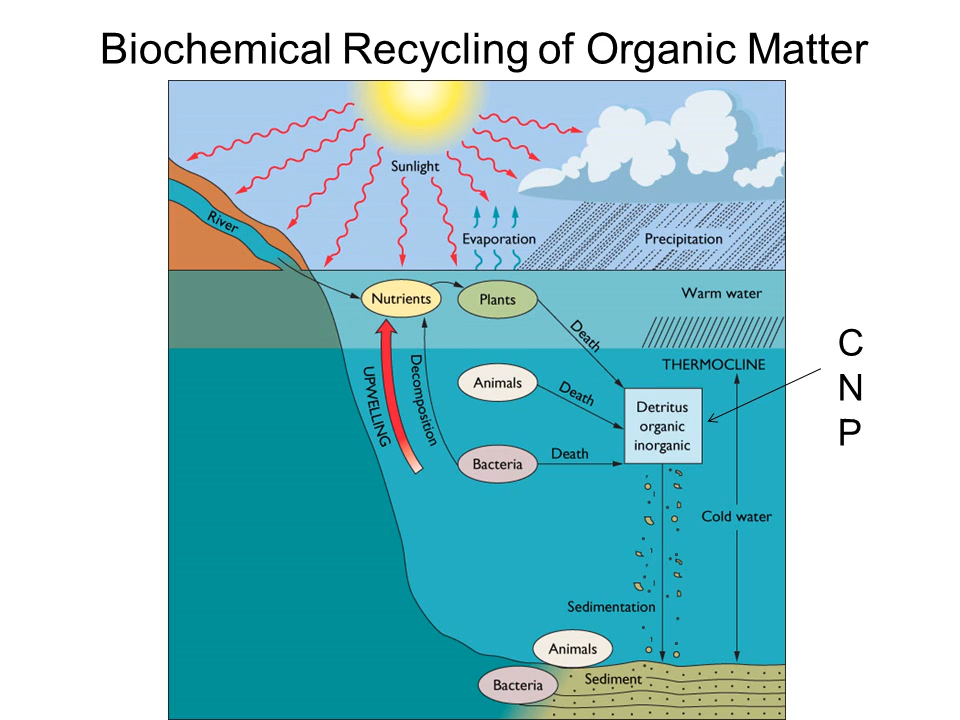 Biochemical Recycling of Organic Matter
Sunlight
River
Evaporation
Precipitation
Nutrients
Plants
Warm water
Death
THERMOCLINE
C
N
P
UPWELLING
Decomposition
Animals
Death
Detritus
organic
inorganic
Bacteria
Death
Cold water
Sedimentation
Animals
Sediment
Bacteria